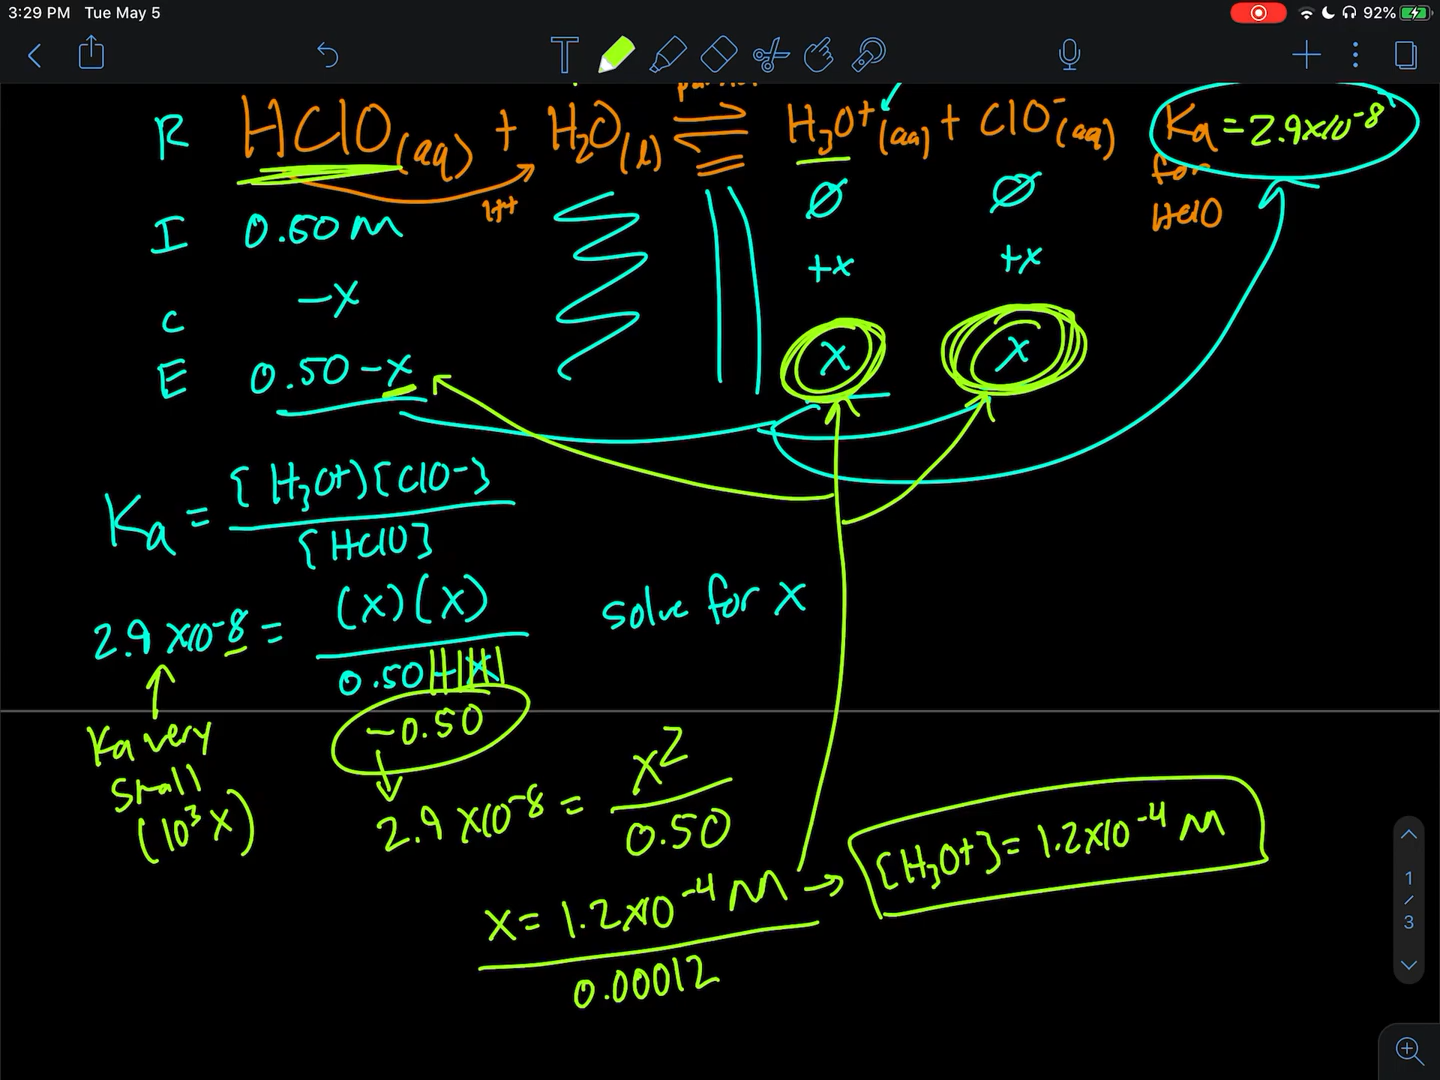 3:29 PM Tue May 5
92%
R HClO(aq) + H₂O(l) ⇌ H₃O⁺(aq) + ClO⁻(aq) Ka = 2.9x10⁻⁸
for
HClO
1H+
I 0.50M Ø Ø
C -x +x +x
E 0.50-x x x
Ka = [H₃O+][ClO-]
[HClO]
2.9x10⁻⁸ = (x)(x)
0.50-x
solve for x
~0.50
Ka very
small
(10³x)
2.9x10⁻⁸ = x²
0.50
x = 1.2x10⁻⁴ M → [H₃O+] = 1.2x10⁻⁴ M
0.00012
1
/
3